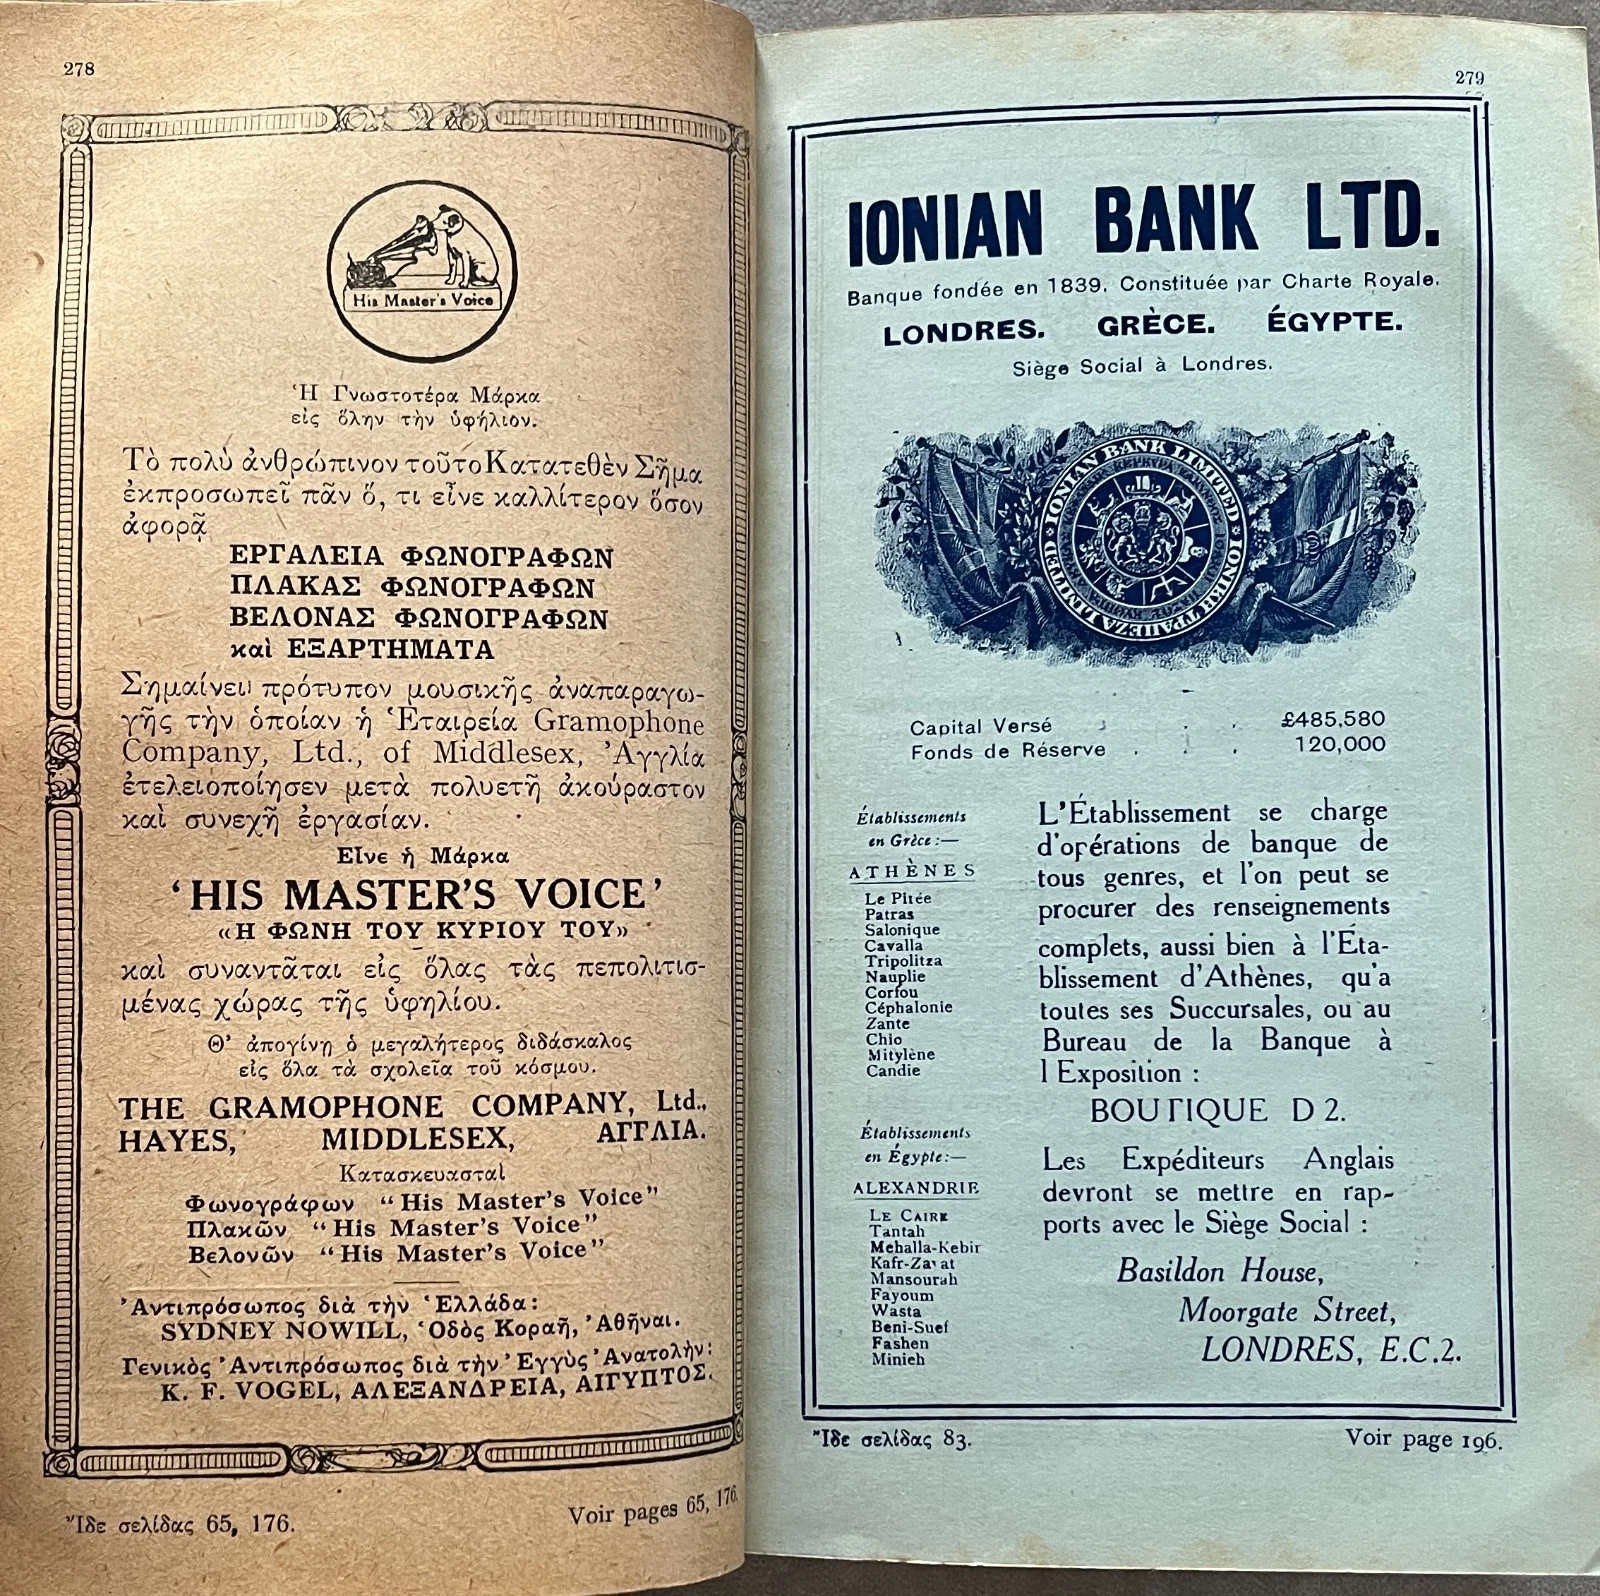 278
His Master's Voice
Ἡ Γνωστοτέρα Μάρκα
εἰς ὅλην τὴν ὑφήλιον.
Τὸ πολὺ ἀνθρώπινον τοῦτο Κατατεθὲν Σῆμα
ἐκπροσωπεῖ πᾶν ὅ, τι εἶνε καλλίτερον ὅσον
ἀφορᾷ
ΕΡΓΑΛΕΙΑ ΦΩΝΟΓΡΑΦΩΝ
ΠΛΑΚΑΣ ΦΩΝΟΓΡΑΦΩΝ
ΒΕΛΟΝΑΣ ΦΩΝΟΓΡΑΦΩΝ
καὶ ΕΞΑΡΤΗΜΑΤΑ
Σημαίνει πρότυπον μουσικῆς ἀναπαραγω-
γῆς τὴν ὁποίαν ἡ Ἑταιρεία Gramophone
Company, Ltd., of Middlesex, Ἀγγλία
ἐτελειοποίησεν μετὰ πολυετῆ ἀκούραστον
καὶ συνεχῆ ἐργασίαν.
Εἶνε ἡ Μάρκα
‘HIS MASTER'S VOICE’
«Η ΦΩΝΗ ΤΟΥ ΚΥΡΙΟΥ ΤΟΥ»
καὶ συναντᾶται εἰς ὅλας τὰς πεπολιτισ-
μένας χώρας τῆς ὑφηλίου.
Θ' ἀπογίνῃ ὁ μεγαλήτερος διδάσκαλος
εἰς ὅλα τὰ σχολεῖα τοῦ κόσμου.
THE GRAMOPHONE COMPANY, Ltd.,
HAYES, MIDDLESEX, ΑΓΓΛΙΑ.
Κατασκευασταὶ
Φωνογράφων “His Master's Voice”
Πλακῶν “His Master's Voice”
Βελονῶν “His Master's Voice”
Ἀντιπρόσωπος διὰ τὴν Ἑλλάδα:
SYDNEY NOWILL, Ὁδὸς Κοραῆ, Ἀθῆναι.
Γενικὸς Ἀντιπρόσωπος διὰ τὴν Ἐγγὺς Ἀνατολὴν:
K. F. VOGEL, ΑΛΕΞΑΝΔΡΕΙΑ, ΑΙΓΥΠΤΟΣ.
Ἴδε σελίδας 65, 176.
Voir pages 65, 176.
279
IONIAN BANK LTD.
Banque fondée en 1839. Constituée par Charte Royale.
LONDRES. GRÈCE. ÉGYPTE.
Siège Social à Londres.
IONIAN BANK LIMITED
ΙΟΝΙΚΗ ΤΡΑΠΕΖΑ LIMITED
Capital Versé . . . £485,580
Fonds de Réserve . . . 120,000
Établissements
en Grèce :—
ATHÈNES
Le Pirée
Patras
Salonique
Cavalla
Tripolitza
Nauplie
Corfou
Céphalonie
Zante
Chio
Mitylène
Candie
Établissements
en Égypte:—
ALEXANDRIE
LE CAIRE
Tantah
Mehalla-Kebir
Kafr-Zayat
Mansourah
Fayoum
Wasta
Beni-Suef
Fashen
Minieh
L'Établissement se charge
d'opérations de banque de
tous genres, et l'on peut se
procurer des renseignements
complets, aussi bien à l'Éta-
blissement d'Athènes, qu'à
toutes ses Succursales, ou au
Bureau de la Banque à
l Exposition :
BOUTIQUE D 2.
Les Expéditeurs Anglais
devront se mettre en rap-
ports avec le Siège Social :
Basildon House,
Moorgate Street,
LONDRES, E.C.2.
Ἴδε σελίδας 83.
Voir page 196.